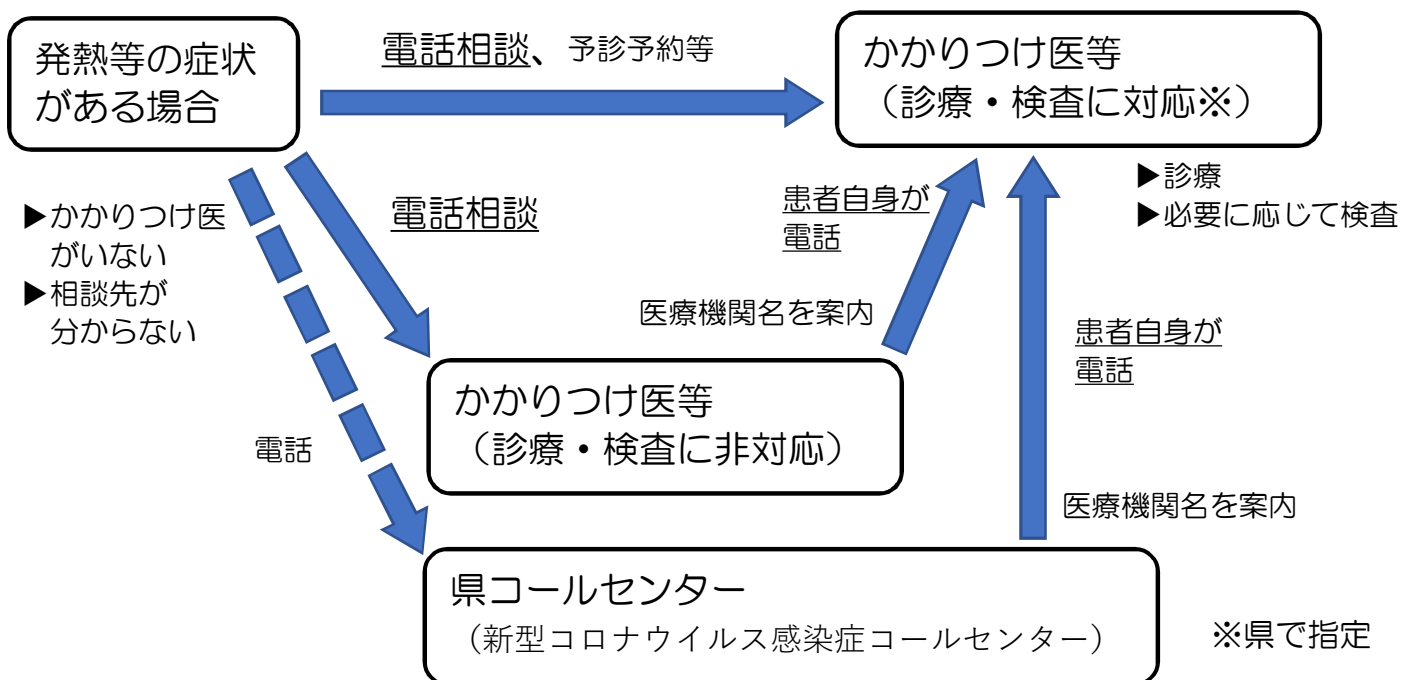 発熱等の症状
がある場合
電話相談、予診予約等
かかりつけ医等
（診療・検査に対応※）
▶診療
▶必要に応じて検査
▶かかりつけ医
がいない
▶相談先が
分からない
電話相談
患者自身が
電話
医療機関名を案内
患者自身が
電話
かかりつけ医等
（診療・検査に非対応）
電話
医療機関名を案内
県コールセンター
（新型コロナウイルス感染症コールセンター）
※県で指定